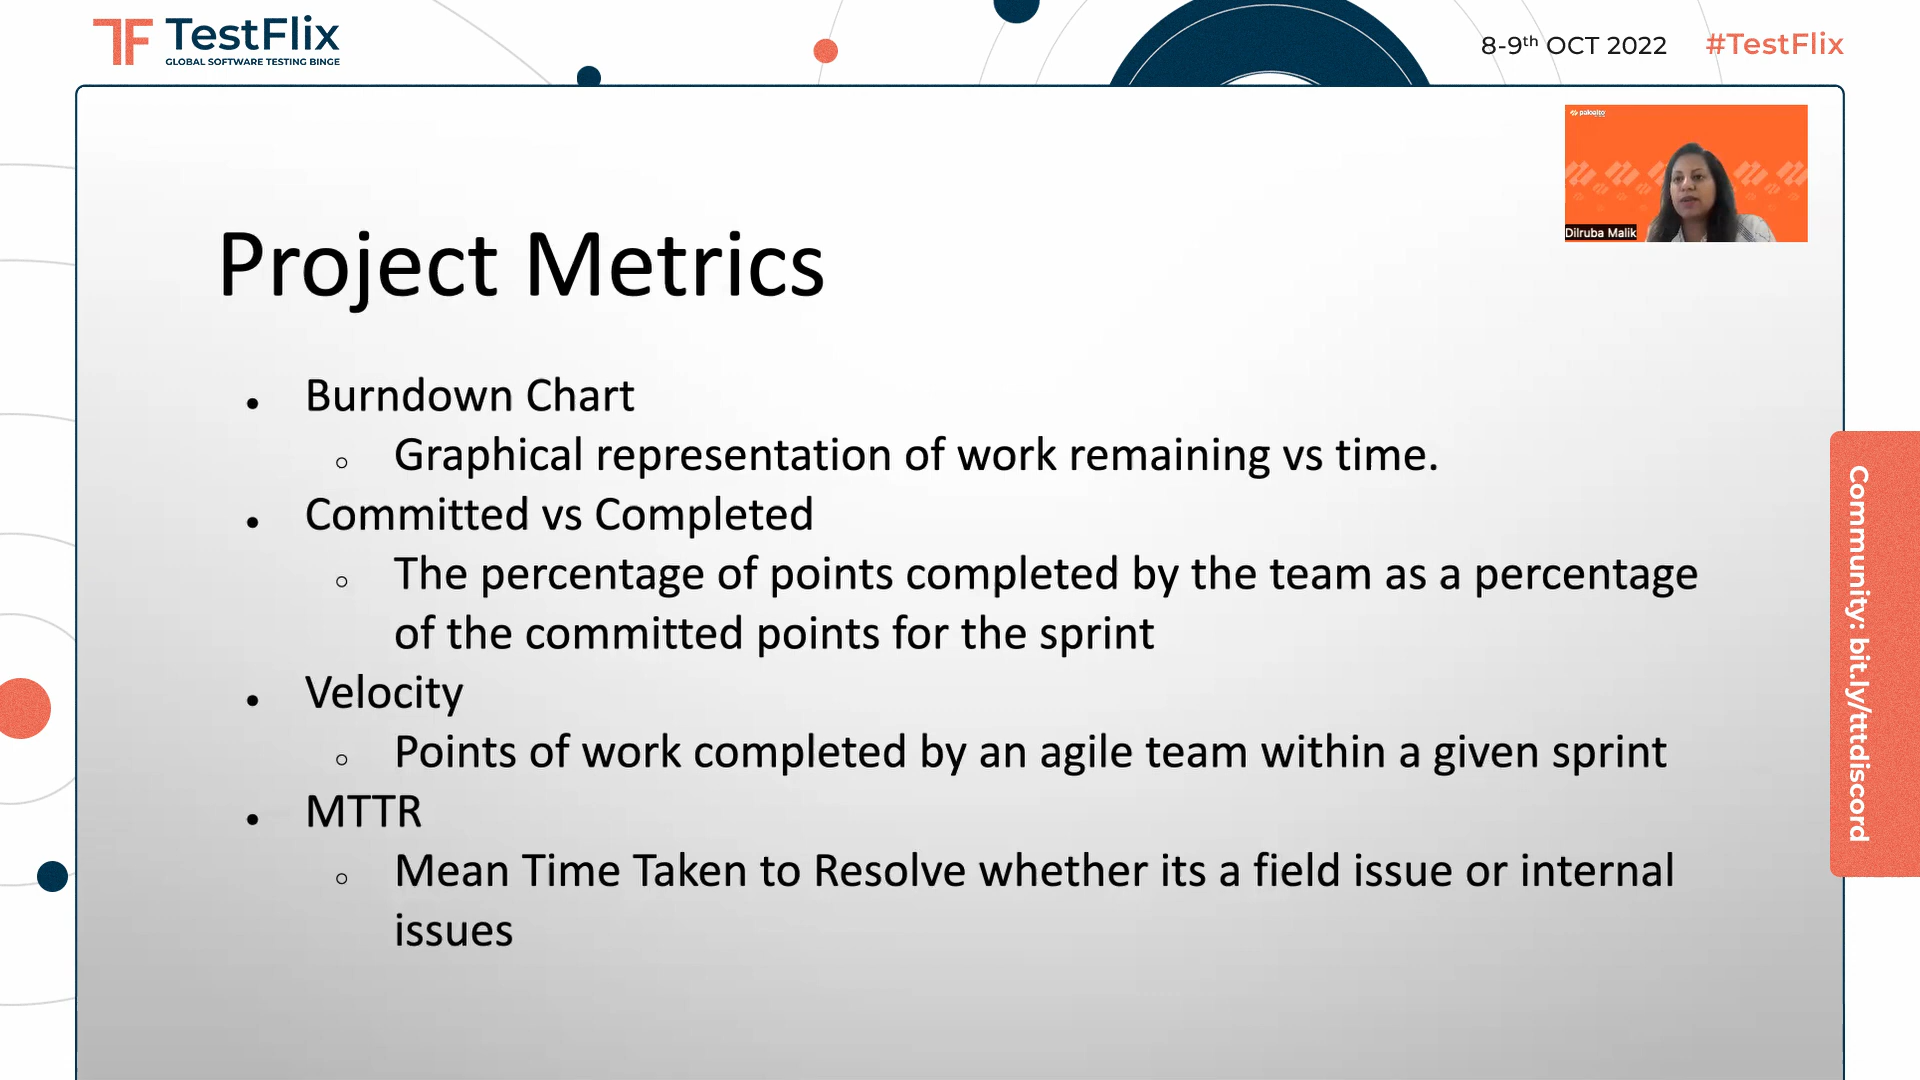 TF TestFlix
GLOBAL SOFTWARE TESTING BINGE
8-9th OCT 2022
#TestFlix
paloalto
Dilruba Malik
Project Metrics
• Burndown Chart
○ Graphical representation of work remaining vs time.
• Committed vs Completed
○ The percentage of points completed by the team as a percentage
of the committed points for the sprint
• Velocity
○ Points of work completed by an agile team within a given sprint
• MTTR
○ Mean Time Taken to Resolve whether its a field issue or internal
issues
Community: bit.ly/tttdiscord